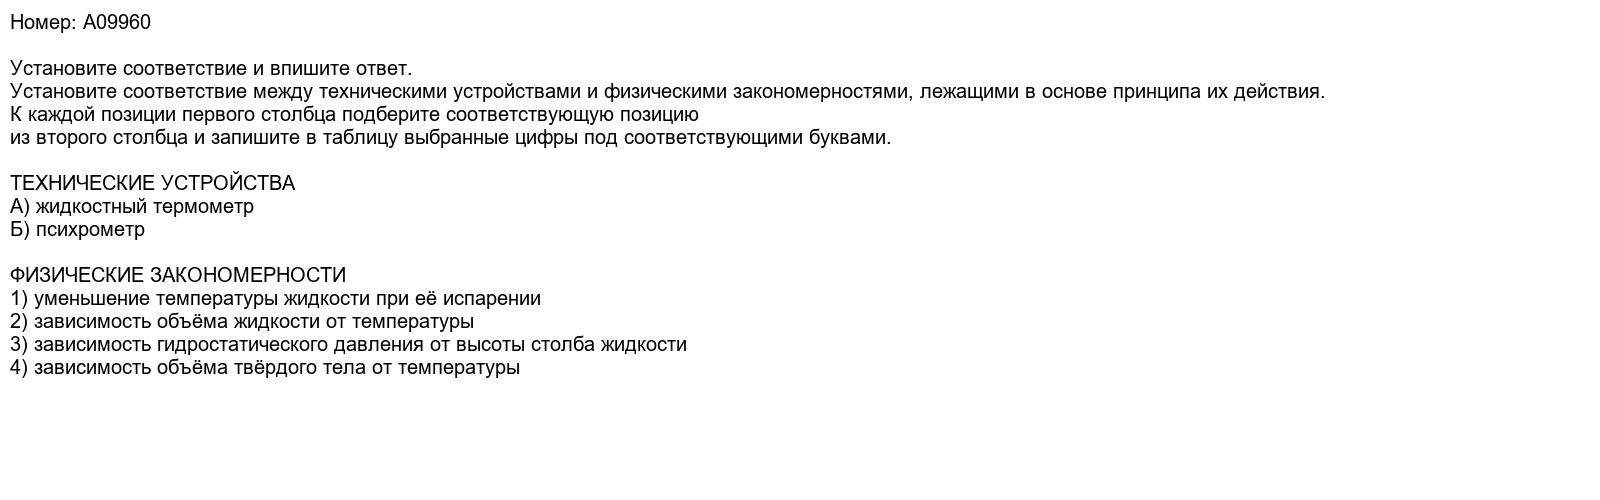 Номер: A09960
Установите соответствие и впишите ответ.
Установите соответствие между техническими устройствами и физическими закономерностями, лежащими в основе принципа их действия.
К каждой позиции первого столбца подберите соответствующую позицию
из второго столбца и запишите в таблицу выбранные цифры под соответствующими буквами.
ТЕХНИЧЕСКИЕ УСТРОЙСТВА
А) жидкостный термометр
Б) психрометр
ФИЗИЧЕСКИЕ ЗАКОНОМЕРНОСТИ
1) уменьшение температуры жидкости при её испарении
2) зависимость объёма жидкости от температуры
3) зависимость гидростатического давления от высоты столба жидкости
4) зависимость объёма твёрдого тела от температуры